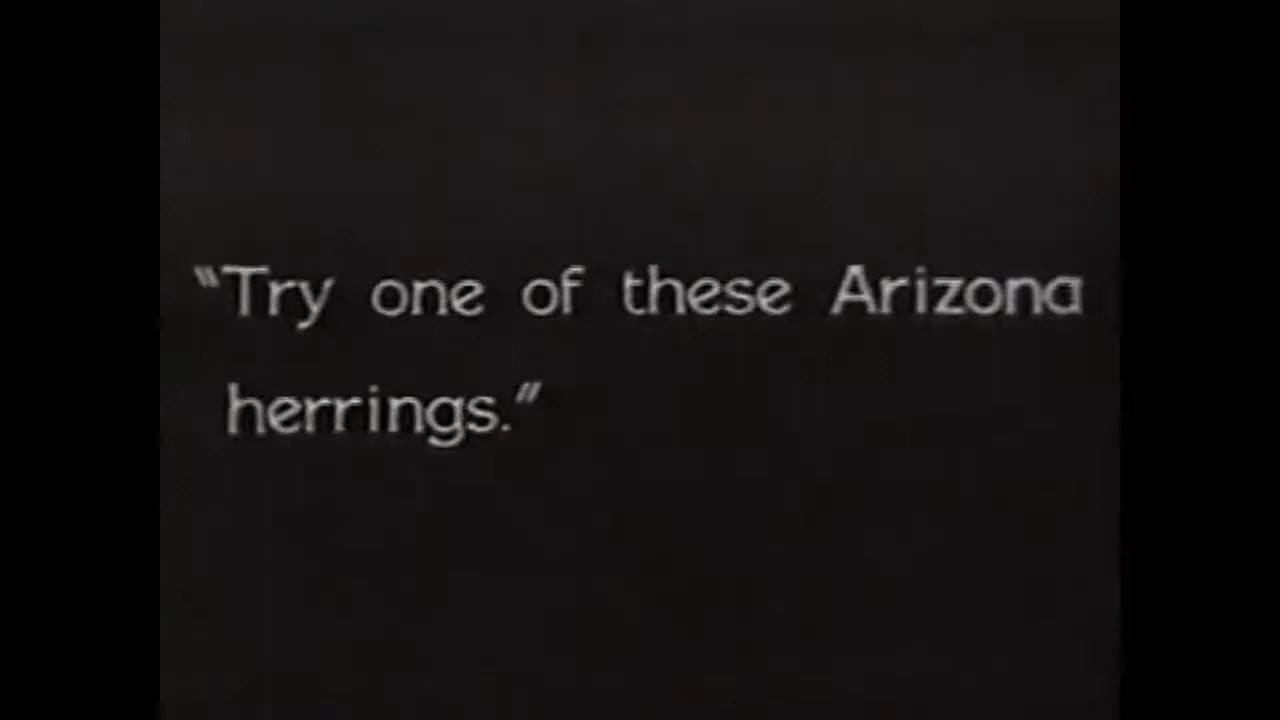 “Try one of these Arizona
herrings.”